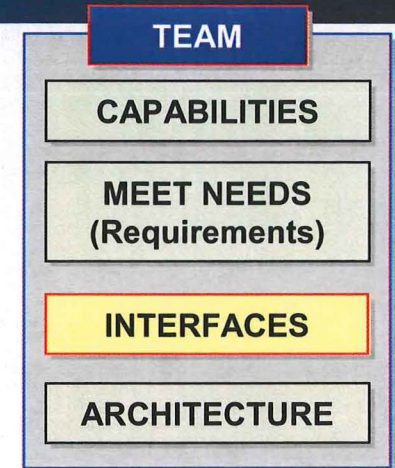 TEAM
CAPABILITIES
MEET NEEDS
(Requirements)
INTERFACES
ARCHITECTURE